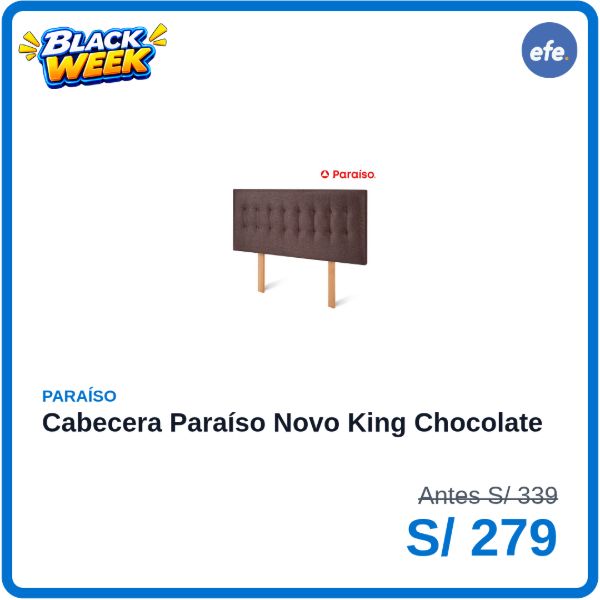 BLACK
WEEK
efe.
Paraiso.
PARAÍSO
Cabecera Paraíso Novo King Chocolate
Antes S/ 339
S/ 279